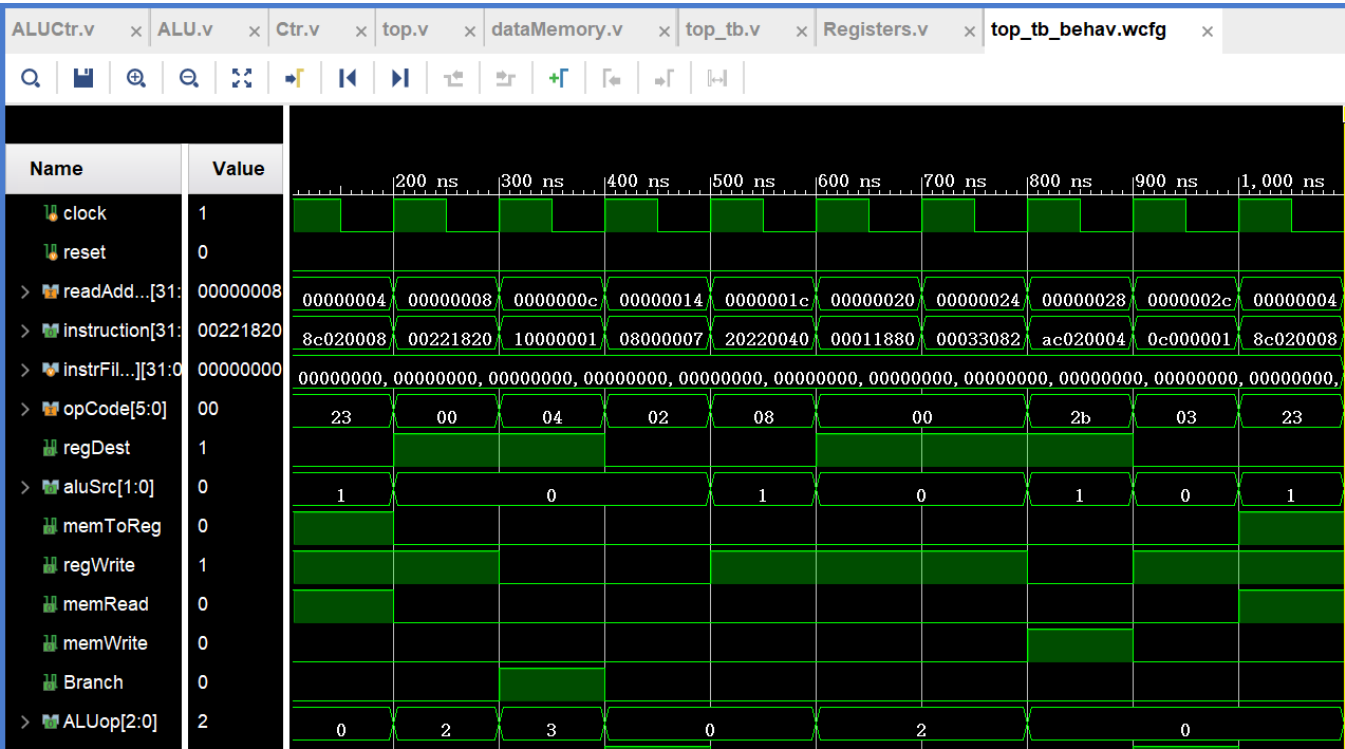 ALUCtr.v × ALU.v × Ctr.v × top.v × dataMemory.v × top_tb.v × Registers.v × top_tb_behav.wcfg ×
Name Value
200 ns 300 ns 400 ns 500 ns 600 ns 700 ns 800 ns 900 ns 1,000 ns
clock 1
reset 0
readAdd...[31: 00000008 00000004 00000008 0000000c 00000014 0000001c 00000020 00000024 00000028 0000002c 00000004
instruction[31: 00221820 8c020008 00221820 10000001 08000007 20220040 00011880 00033082 ac020004 0c000001 8c020008
instrFil...][31:0 00000000 00000000, 00000000, 00000000, 00000000, 00000000, 00000000, 00000000, 00000000, 00000000, 00000000, 00000000,
opCode[5:0] 00 23 00 04 02 08 00 2b 03 23
regDest 1
aluSrc[1:0] 0 1 0 1 0 1 0 1
memToReg 0
regWrite 1
memRead 0
memWrite 0
Branch 0
ALUop[2:0] 2 0 2 3 0 2 0